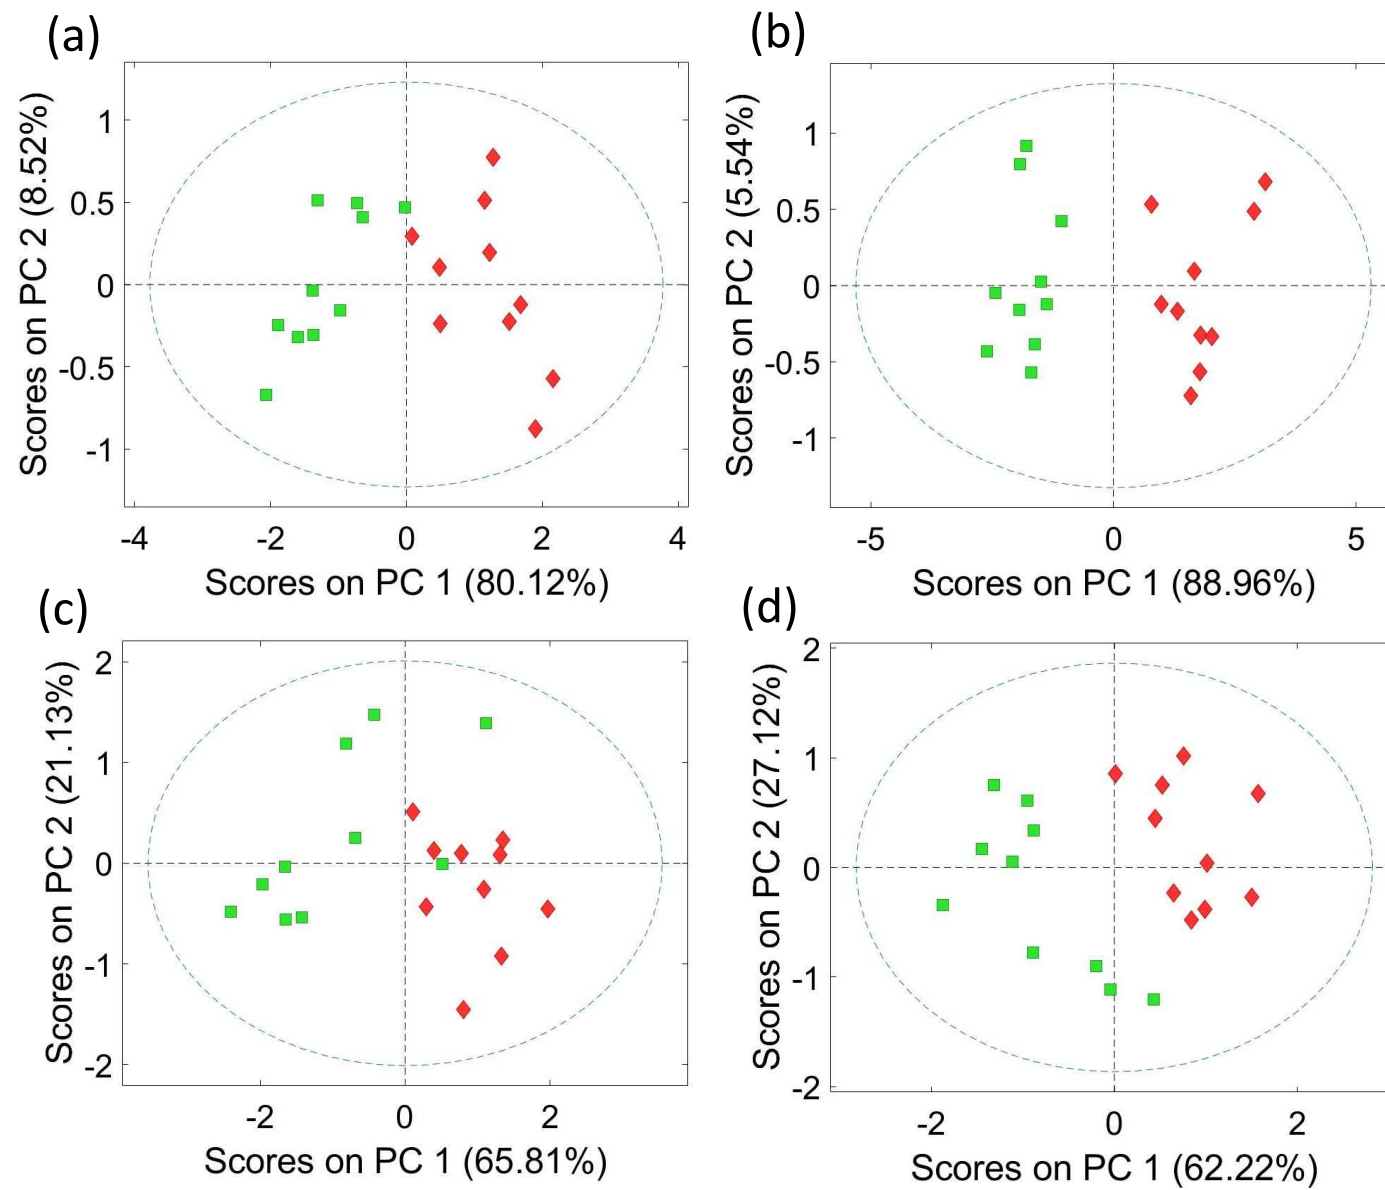 (a)
Scores on PC 2 (8.52%)
1
0.5
0
-0.5
-1
-4
-2
0
2
4
Scores on PC 1 (80.12%)
(b)
Scores on PC 2 (5.54%)
1
0.5
0
-0.5
-1
-5
0
5
Scores on PC 1 (88.96%)
(c)
Scores on PC 2 (21.13%)
2
1
0
-1
-2
-2
0
2
Scores on PC 1 (65.81%)
(d)
Scores on PC 2 (27.12%)
2
1
0
-1
-2
-2
0
2
Scores on PC 1 (62.22%)